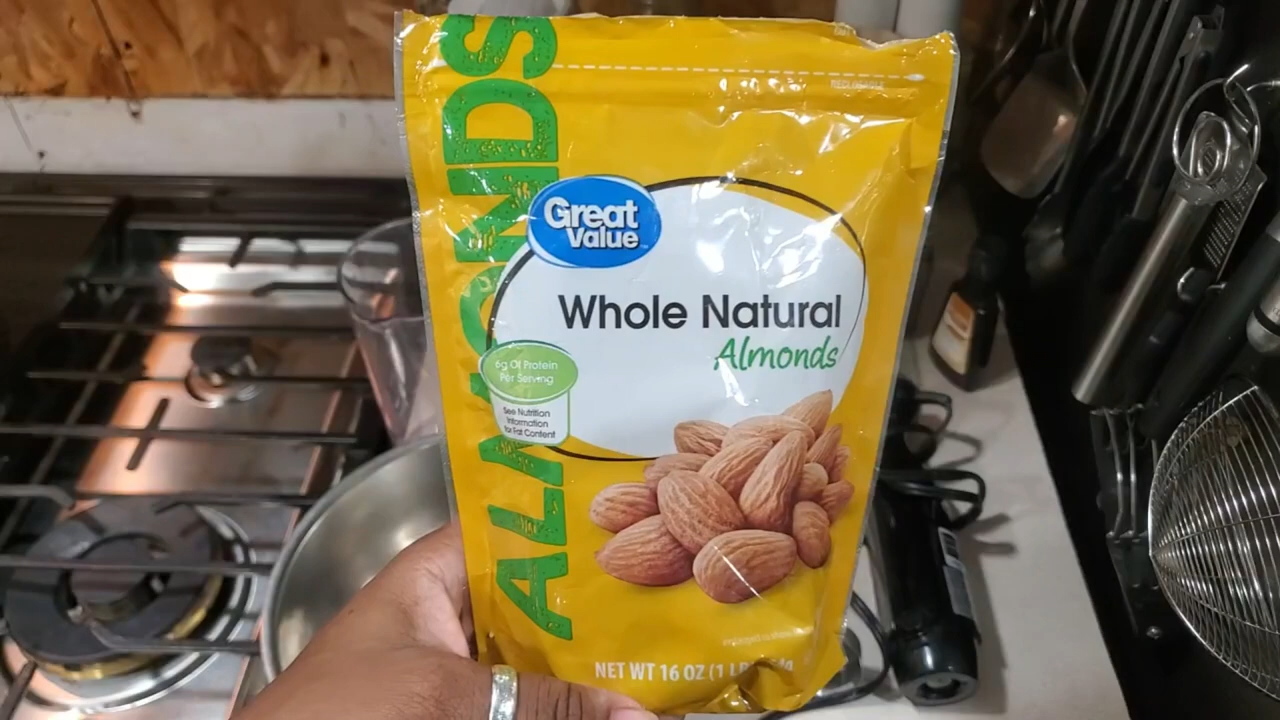 ALMONDS
RECLOSABLE
Great
Value
Whole Natural
Almonds
6g Of Protein
Per Serving
See Nutrition
Information
for Fat Content
NET WT 16 OZ (1 LB)